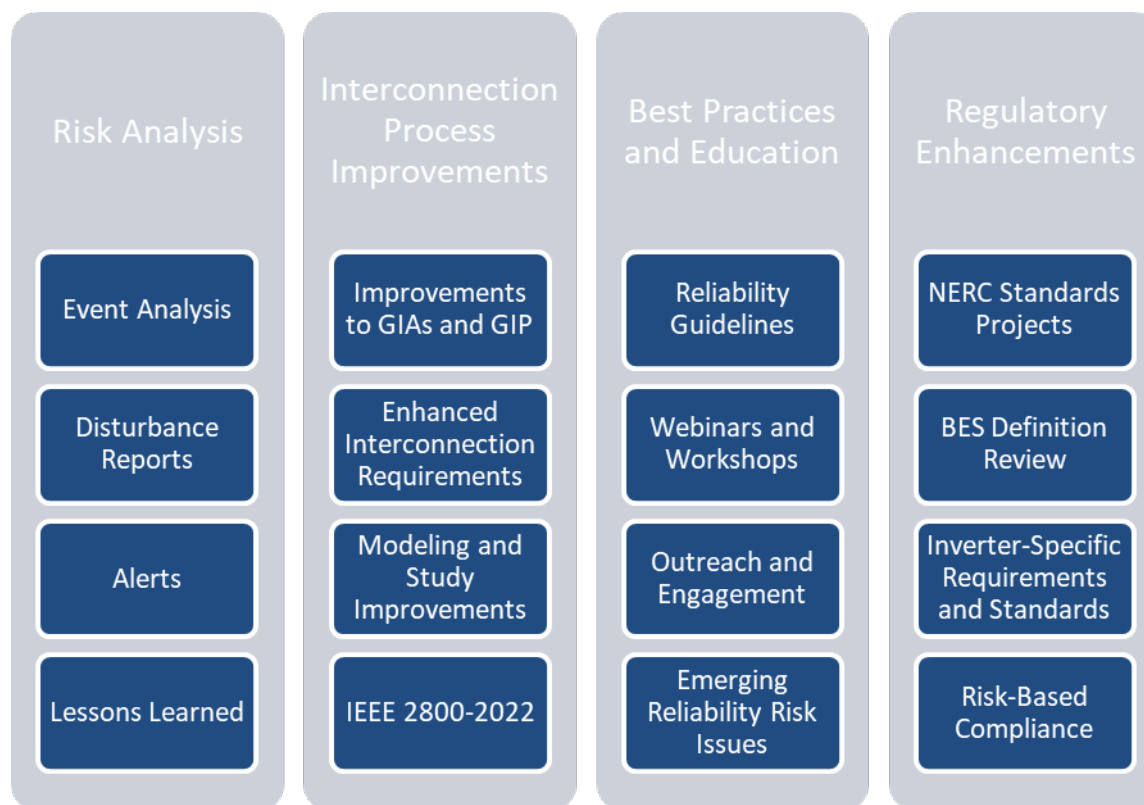 Risk Analysis
Event Analysis
Disturbance
Reports
Alerts
Lessons Learned
Interconnection
Process
Improvements
Improvements
to GIAs and GIP
Enhanced
Interconnection
Requirements
Modeling and
Study
Improvements
IEEE 2800-2022
Best Practices
and Education
Reliability
Guidelines
Webinars and
Workshops
Outreach and
Engagement
Emerging
Reliability Risk
Issues
Regulatory
Enhancements
NERC Standards
Projects
BES Definition
Review
Inverter-Specific
Requirements
and Standards
Risk-Based
Compliance